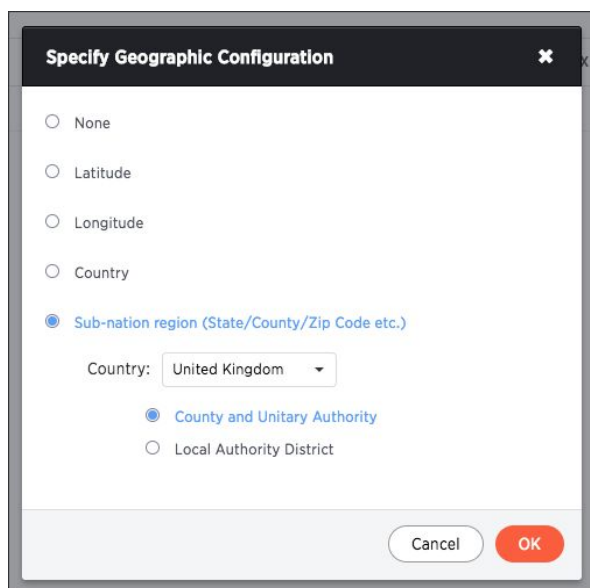 Specify Geographic Configuration
None
Latitude
Longitude
Country
Sub-nation region (State/County/Zip Code etc.)
Country: United Kingdom
County and Unitary Authority
Local Authority District
Cancel OK